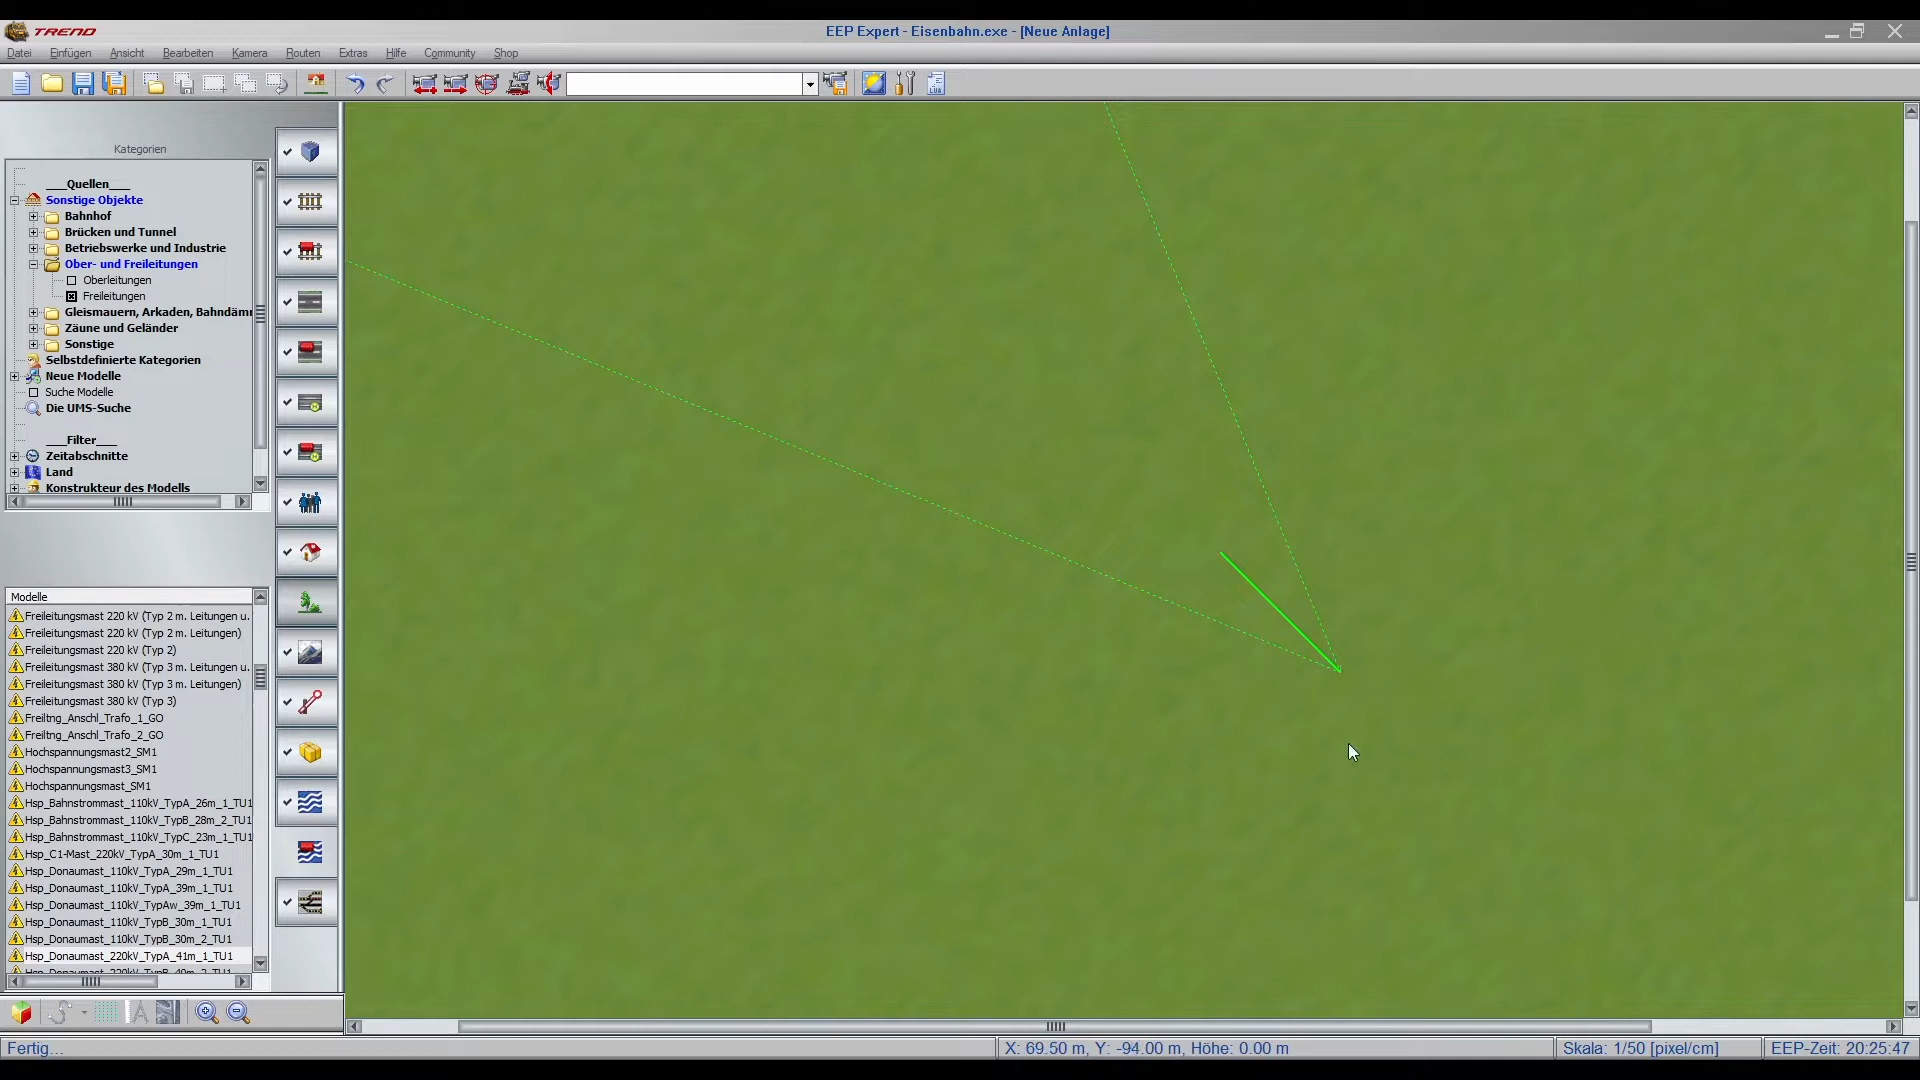 TREND
EEP Expert - Eisenbahn.exe - [Neue Anlage]
Datei Einfügen Ansicht Bearbeiten Kamera Routen Extras Hilfe Community Shop
LUA
Kategorien
___Quellen___
Sonstige Objekte
Bahnhof
Brücken und Tunnel
Betriebswerke und Industrie
Ober- und Freileitungen
Oberleitungen
Freileitungen
Gleismauern, Arkaden, Bahndämm
Zäune und Geländer
Sonstige
Selbstdefinierte Kategorien
Neue Modelle
Suche Modelle
Die UMS-Suche
___Filter___
Zeitabschnitte
Land
Konstrukteur des Modells
Modelle
Freileitungsmast 220 kV (Typ 2 m. Leitungen u.
Freileitungsmast 220 kV (Typ 2 m. Leitungen)
Freileitungsmast 220 kV (Typ 2)
Freileitungsmast 380 kV (Typ 3 m. Leitungen u.
Freileitungsmast 380 kV (Typ 3 m. Leitungen)
Freileitungsmast 380 kV (Typ 3)
Freiltng_Anschl_Trafo_1_GO
Freiltng_Anschl_Trafo_2_GO
Hochspannungsmast2_SM1
Hochspannungsmast3_SM1
Hochspannungsmast_SM1
Hsp_Bahnstrommast_110kV_TypA_26m_1_TU1
Hsp_Bahnstrommast_110kV_TypB_28m_2_TU1
Hsp_Bahnstrommast_110kV_TypC_23m_1_TU1
Hsp_C1-Mast_220kV_TypA_30m_1_TU1
Hsp_Donaumast_110kV_TypA_29m_1_TU1
Hsp_Donaumast_110kV_TypA_39m_1_TU1
Hsp_Donaumast_110kV_TypAw_39m_1_TU1
Hsp_Donaumast_110kV_TypB_30m_1_TU1
Hsp_Donaumast_110kV_TypB_30m_2_TU1
Hsp_Donaumast_220kV_TypA_41m_1_TU1
Hsp_Donaumast_220kV_TypB_40m_2_TU1
Fertig... X: 69.50 m, Y: -94.00 m, Höhe: 0.00 m Skala: 1/50 [pixel/cm] EEP-Zeit: 20:25:47